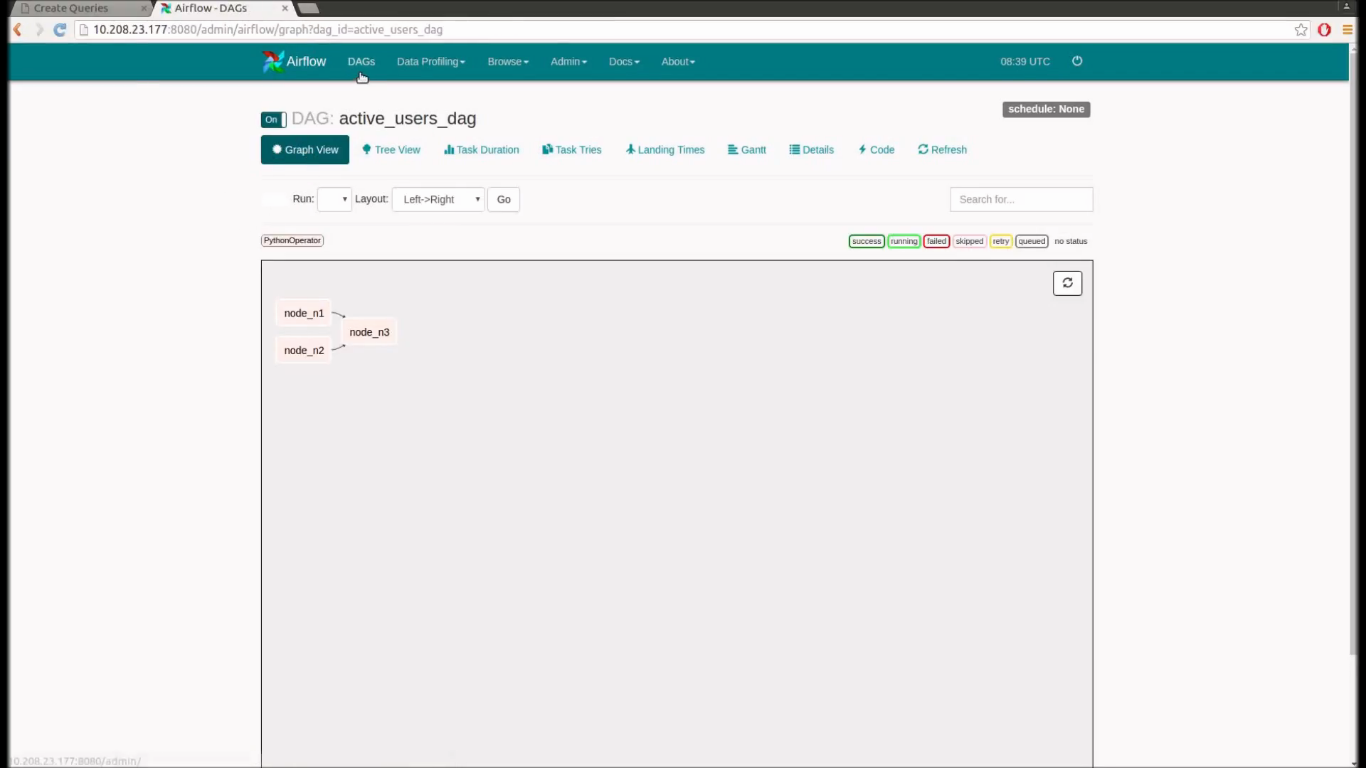 Create Queries
Airflow - DAGs
10.208.23.177:8080/admin/airflow/graph?dag_id=active_users_dag
Airflow DAGs Data Profiling Browse Admin Docs About 08:39 UTC
schedule: None
On DAG: active_users_dag
Graph View Tree View Task Duration Task Tries Landing Times Gantt Details Code Refresh
Run: Layout: Left->Right Go Search for...
PythonOperator success running failed skipped retry queued no status
node_n1
node_n3
node_n2
10.208.23.177:8080/admin/